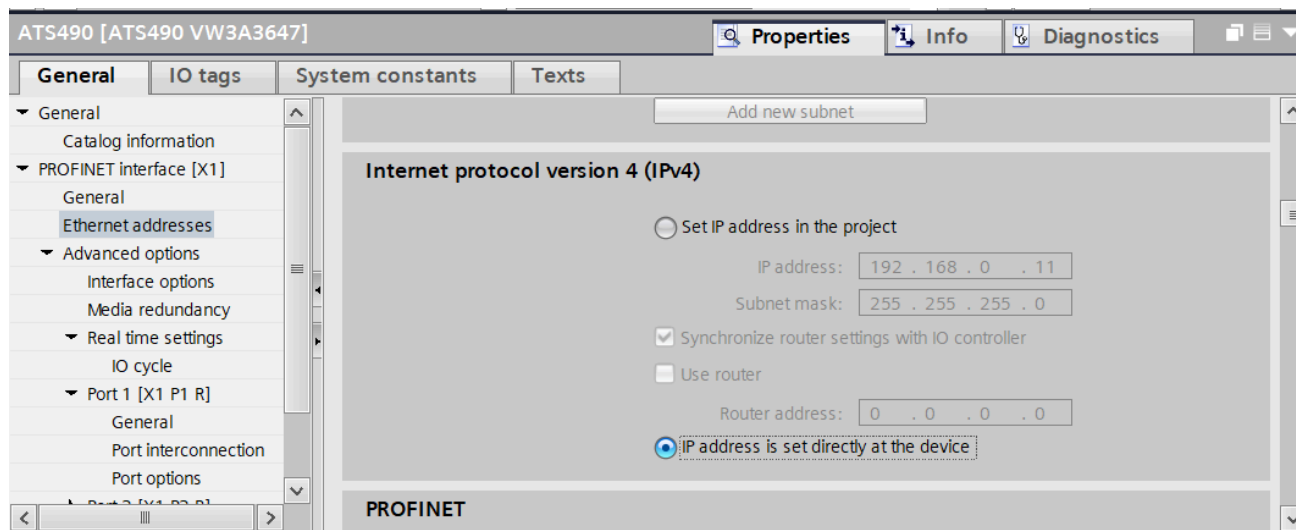 ATS490 [ATS490 VW3A3647]
Properties
Info
Diagnostics
General
IO tags
System constants
Texts
General
Catalog information
PROFINET interface [X1]
General
Ethernet addresses
Advanced options
Interface options
Media redundancy
Real time settings
IO cycle
Port 1 [X1 P1 R]
General
Port interconnection
Port options
Add new subnet
Internet protocol version 4 (IPv4)
Set IP address in the project
IP address: 192 . 168 . 0 . 11
Subnet mask: 255 . 255 . 255 . 0
Synchronize router settings with IO controller
Use router
Router address: 0 . 0 . 0 . 0
IP address is set directly at the device
PROFINET